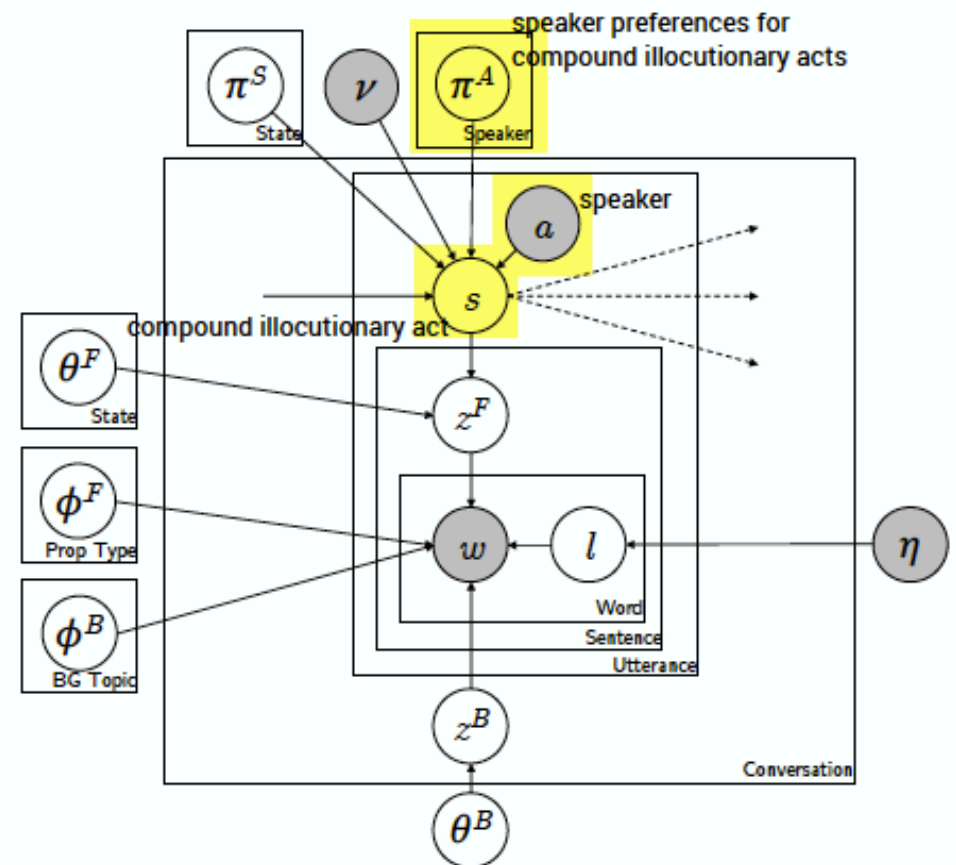 speaker preferences for
compound illocutionary acts
π^S
ν
π^A
State
Speaker
a
speaker
s
compound illocutionary act
θ^F
State
z^F
ϕ^F
Prop Type
w
l
η
Word
Sentence
Utterance
ϕ^B
BG Topic
z^B
Conversation
θ^B